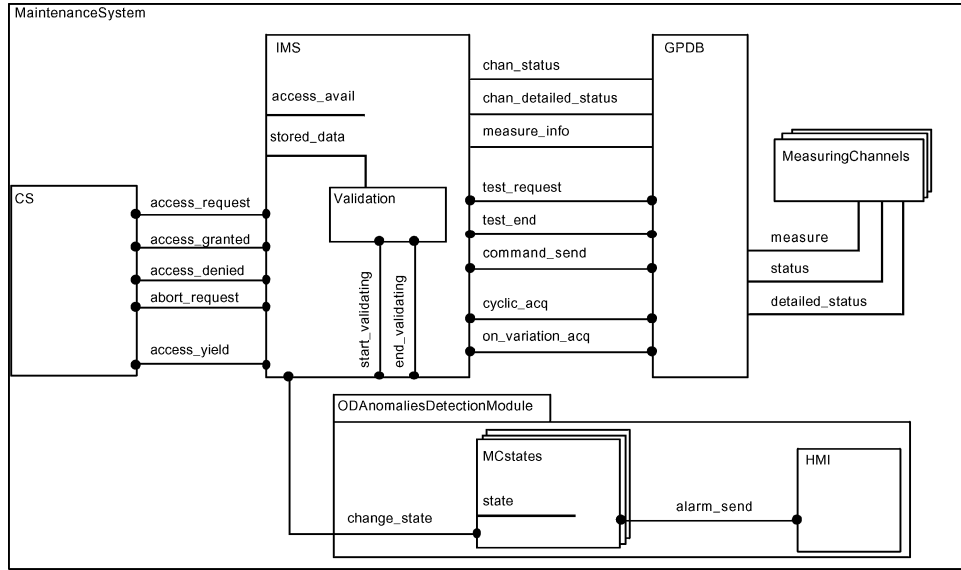 MaintenanceSystem
IMS
GPDB
chan_status
access_avail
chan_detailed_status
stored_data
measure_info
MeasuringChannels
CS
access_request
Validation
test_request
access_granted
test_end
measure
access_denied
command_send
status
abort_request
start_validating
end_validating
cyclic_acq
detailed_status
access_yield
on_variation_acq
ODAnomaliesDetectionModule
MCstates
HMI
state
change_state
alarm_send